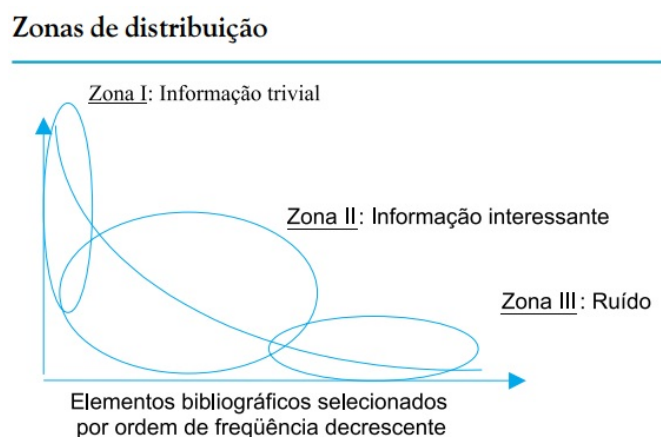 Zonas de distribuição
Zona I: Informação trivial
Zona II: Informação interessante
Zona III: Ruído
Elementos bibliográficos selecionados
por ordem de freqüência decrescente